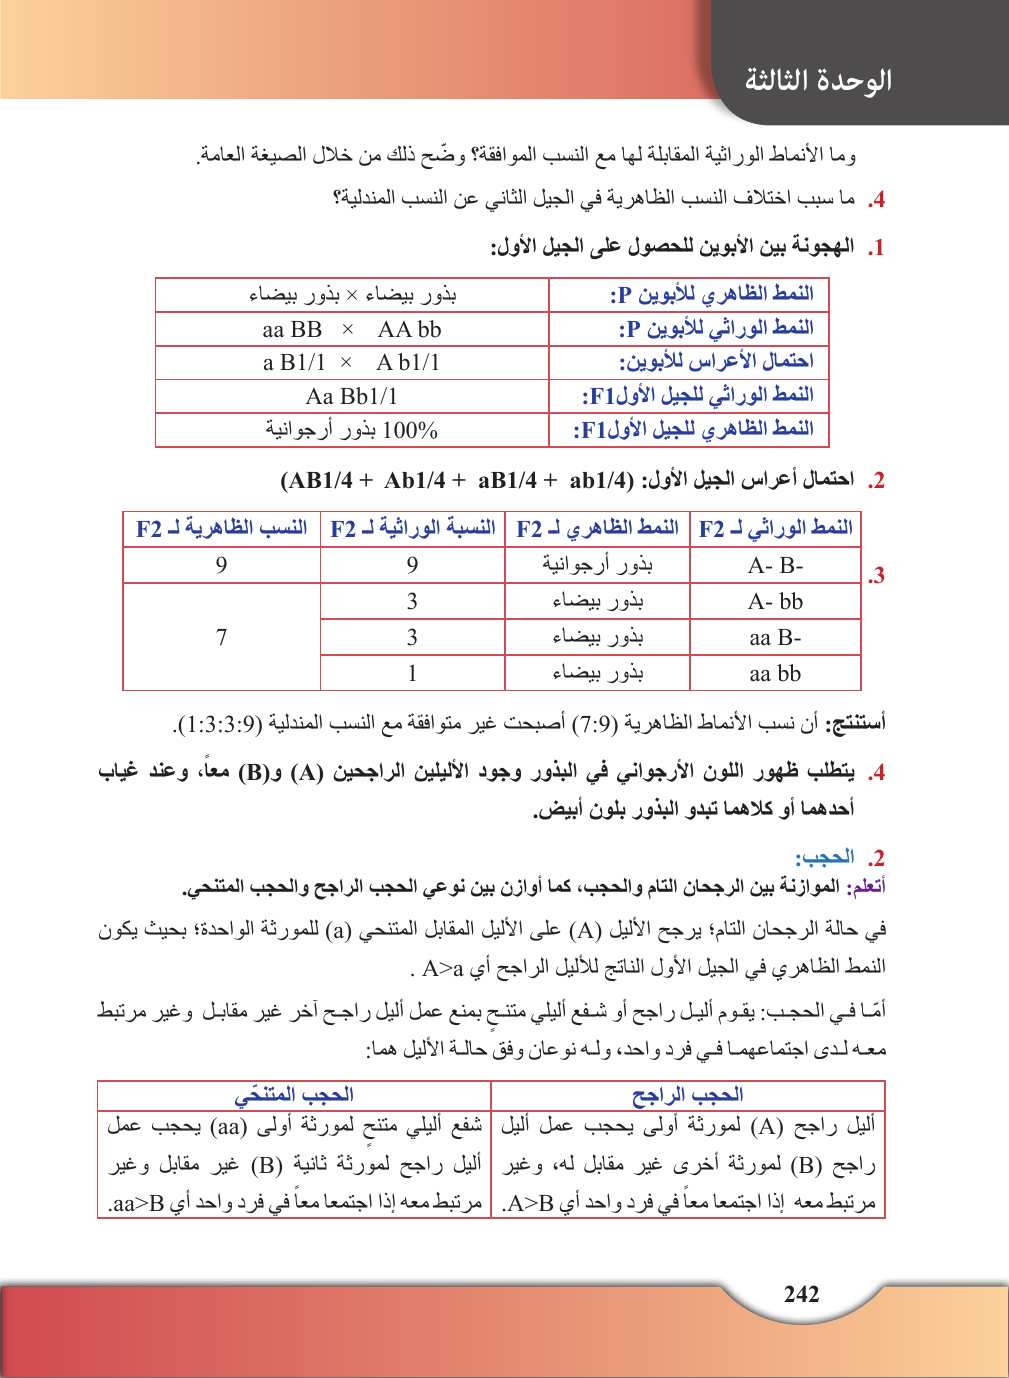 الوحدة الثالثة
وما الأنماط الوراثية المقابلة لها مع النسب الموافقة؟ وضّح ذلك من خلال الصيغة العامة.
4. ما سبب اختلاف النسب الظاهرية في الجيل الثاني عن النسب المندلية؟
1. الهجونة بين الأبوين للحصول على الجيل الأول:
النمط الظاهري للأبوين P: بذور بيضاء × بذور بيضاء
النمط الوراثي للأبوين P: aa BB × AA bb
احتمال الأعراس للأبوين: a B1/1 × A b1/1
النمط الوراثي للجيل الأولF1: Aa Bb1/1
النمط الظاهري للجيل الأولF1: 100% بذور أرجوانية
2. احتمال أعراس الجيل الأول: (AB1/4 + Ab1/4 + aB1/4 + ab1/4)
النمط الوراثي لـ F2 النمط الظاهري لـ F2 النسبة الوراثية لـ F2 النسب الظاهرية لـ F2
3. A- B- بذور أرجوانية 9 9
A- bb بذور بيضاء 3
aa B- بذور بيضاء 3 7
aa bb بذور بيضاء 1
أستنتج: أن نسب الأنماط الظاهرية (7:9) أصبحت غير متوافقة مع النسب المندلية (1:3:3:9).
4. يتطلب ظهور اللون الأرجواني في البذور وجود الأليلين الراجحين (A) و(B) معاً، وعند غياب
أحدهما أو كلاهما تبدو البذور بلون أبيض.
2. الحجب:
أتعلم: الموازنة بين الرجحان التام والحجب، كما أوازن بين نوعي الحجب الراجح والحجب المتنحي.
في حالة الرجحان التام؛ يرجح الأليل (A) على الأليل المقابل المتنحي (a) للمورثة الواحدة؛ بحيث يكون
النمط الظاهري في الجيل الأول الناتج للأليل الراجح أي A>a .
أمّا في الحجب: يقوم أليل راجح أو شفع أليلي متنحٍ بمنع عمل أليل راجح آخر غير مقابل وغير مرتبط
معه لدى اجتماعهما في فرد واحد، وله نوعان وفق حالة الأليل هما:
الحجب الراجح الحجب المتنحّي
أليل راجح (A) لمورثة أولى يحجب عمل أليل شفع أليلي متنحٍ لمورثة أولى (aa) يحجب عمل
راجح (B) لمورثة أخرى غير مقابل له، وغير أليل راجح لمورثة ثانية (B) غير مقابل وغير
مرتبط معه إذا اجتمعا معاً في فرد واحد أي A>B. مرتبط معه إذا اجتمعا معاً في فرد واحد أي aa>B.
242